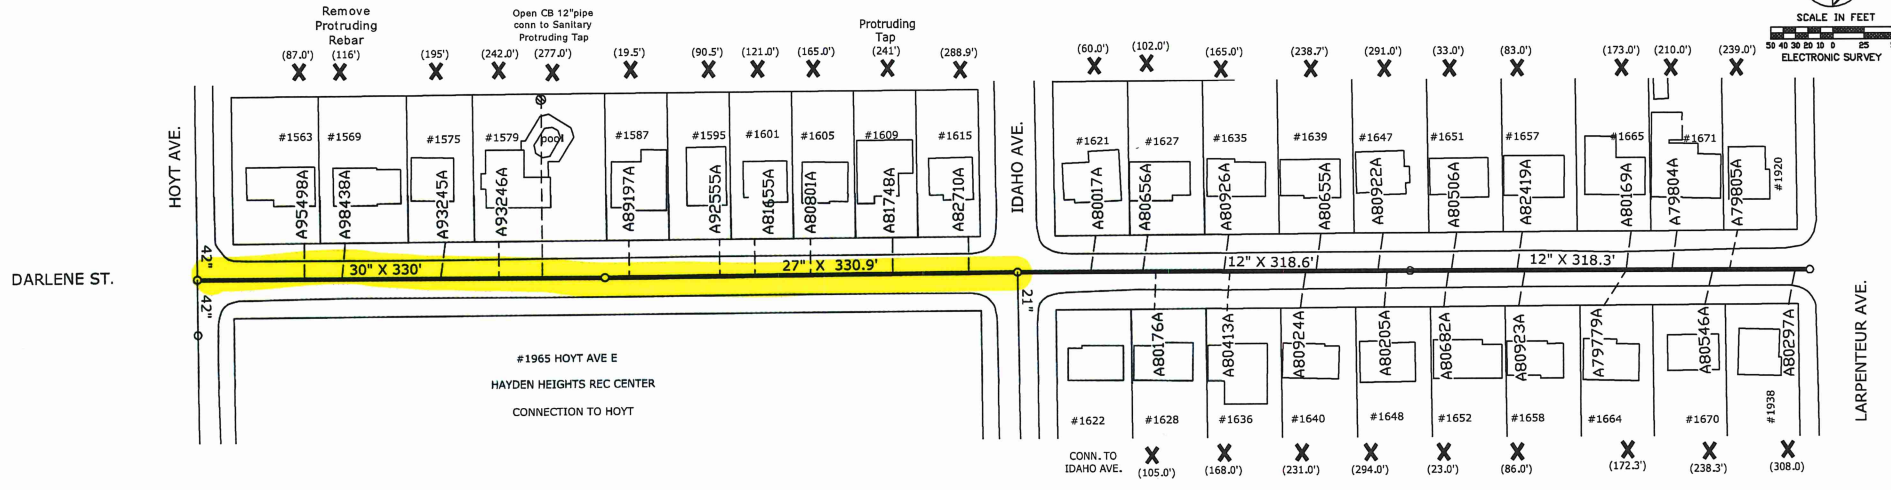 Remove
Protruding
Rebar
Open CB 12"pipe
conn to Sanitary
Protruding Tap
Protruding
Tap
(87.0') (116') (195') (242.0') (277.0') (19.5') (90.5') (121.0') (165.0') (241') (288.9') (60.0') (102.0') (165.0') (238.7') (291.0') (33.0') (83.0') (173.0') (210.0') (239.0')
X X X X X X X X X X X X X X X X X X X X X
SCALE IN FEET
50 40 30 20 10 0 25
ELECTRONIC SURVEY
HOYT AVE.
#1563 #1569 #1575 #1579 pool #1587 #1595 #1601 #1605 #1609 #1615
IDAHO AVE.
#1621 #1627 #1635 #1639 #1647 #1651 #1657 #1665 #1671
#1920
A95498A A98438A A93245A A93246A A89197A A92555A A81655A A80801A A81748A A82710A A80017A A80656A A80926A A80655A A80922A A80506A A82419A A80169A A79804A A79805A
DARLENE ST.
42"
42"
30" X 330'
27" X 330.9'
12" X 318.6'
12" X 318.3'
21"
LARPENTEUR AVE.
A80176A A80413A A80924A A80205A A80682A A80923A A79779A A80546A A80297A
#1965 HOYT AVE E
HAYDEN HEIGHTS REC CENTER
CONNECTION TO HOYT
#1622 #1628 #1636 #1640 #1648 #1652 #1658 #1664 #1670
#1938
CONN. TO
IDAHO AVE.
X X X X X X X X X
(105.0') (168.0') (231.0') (294.0') (23.0') (86.0') (172.3') (238.3') (308.0)